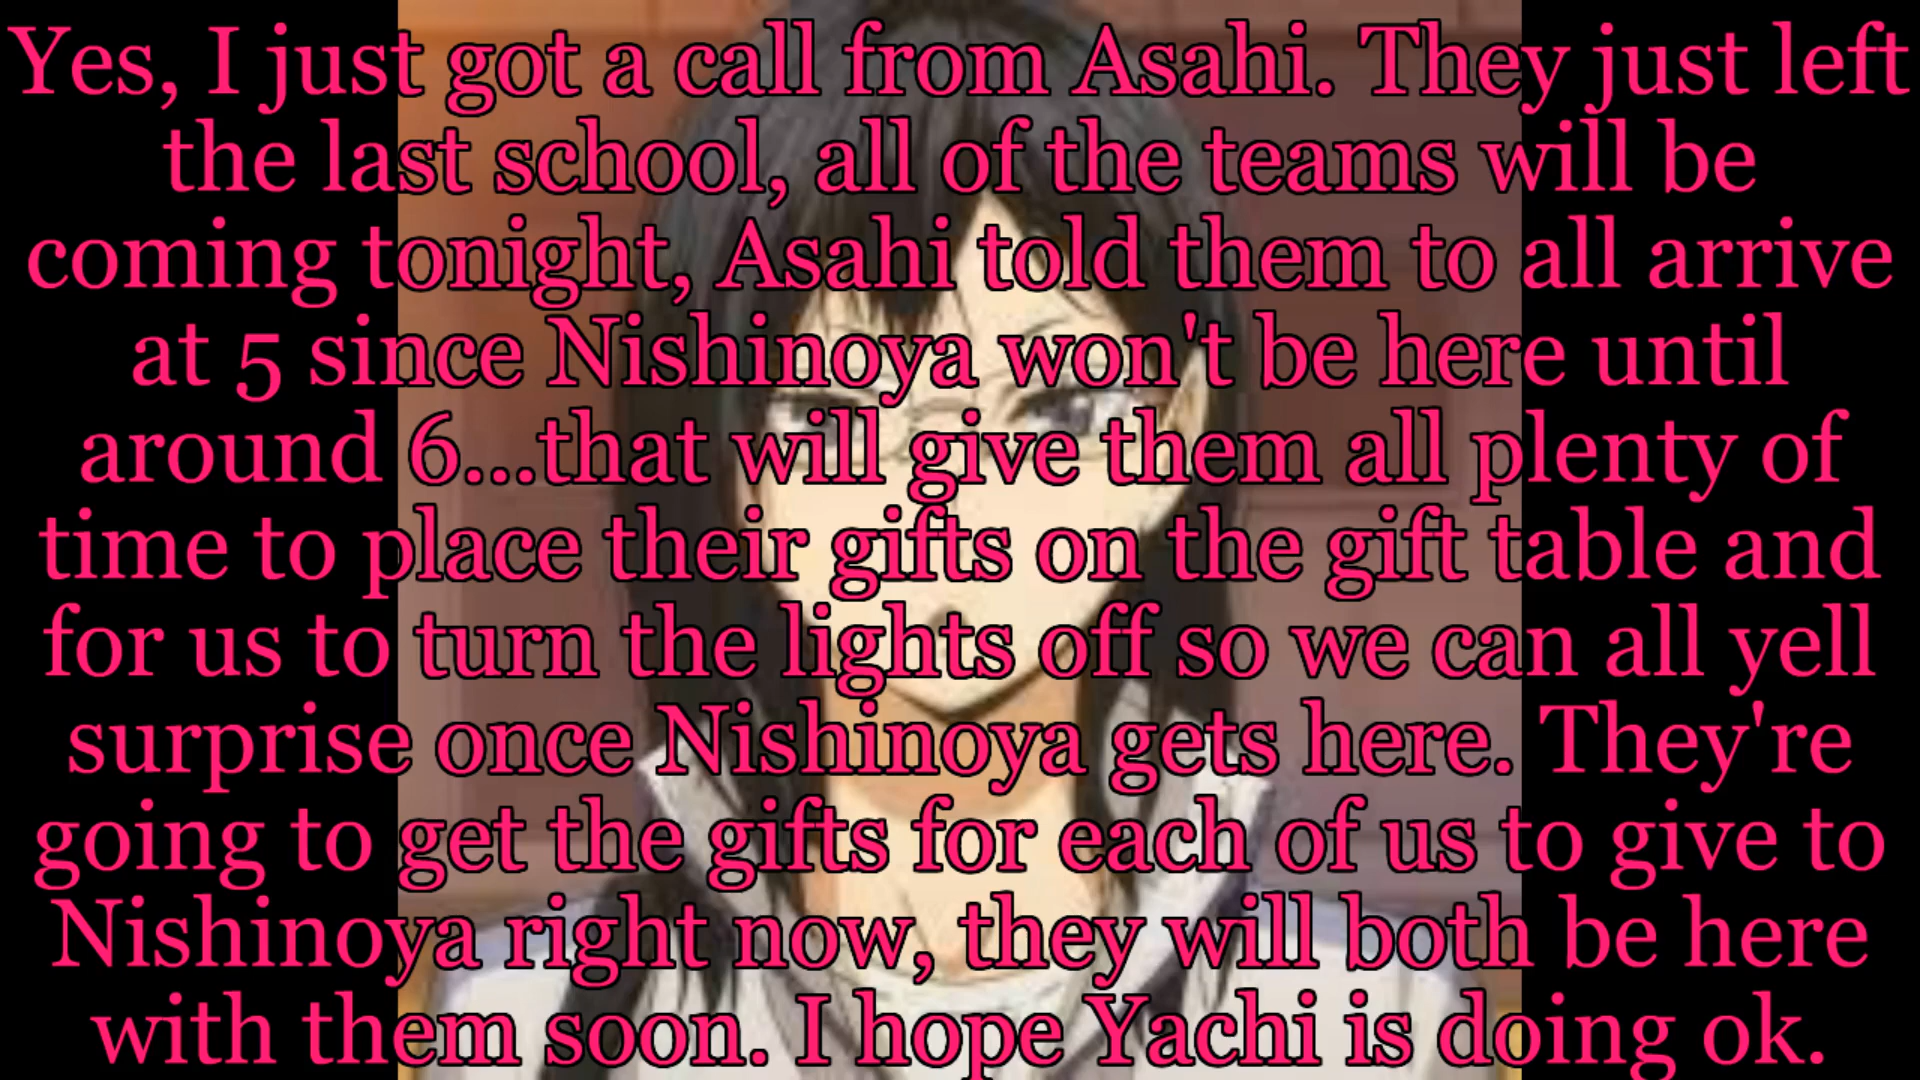 Yes, I just got a call from Asahi. They just left
the last school, all of the teams will be
coming tonight, Asahi told them to all arrive
at 5 since Nishinoya won't be here until
around 6...that will give them all plenty of
time to place their gifts on the gift table and
for us to turn the lights off so we can all yell
surprise once Nishinoya gets here. They're
going to get the gifts for each of us to give to
Nishinoya right now, they will both be here
with them soon. I hope Yachi is doing ok.